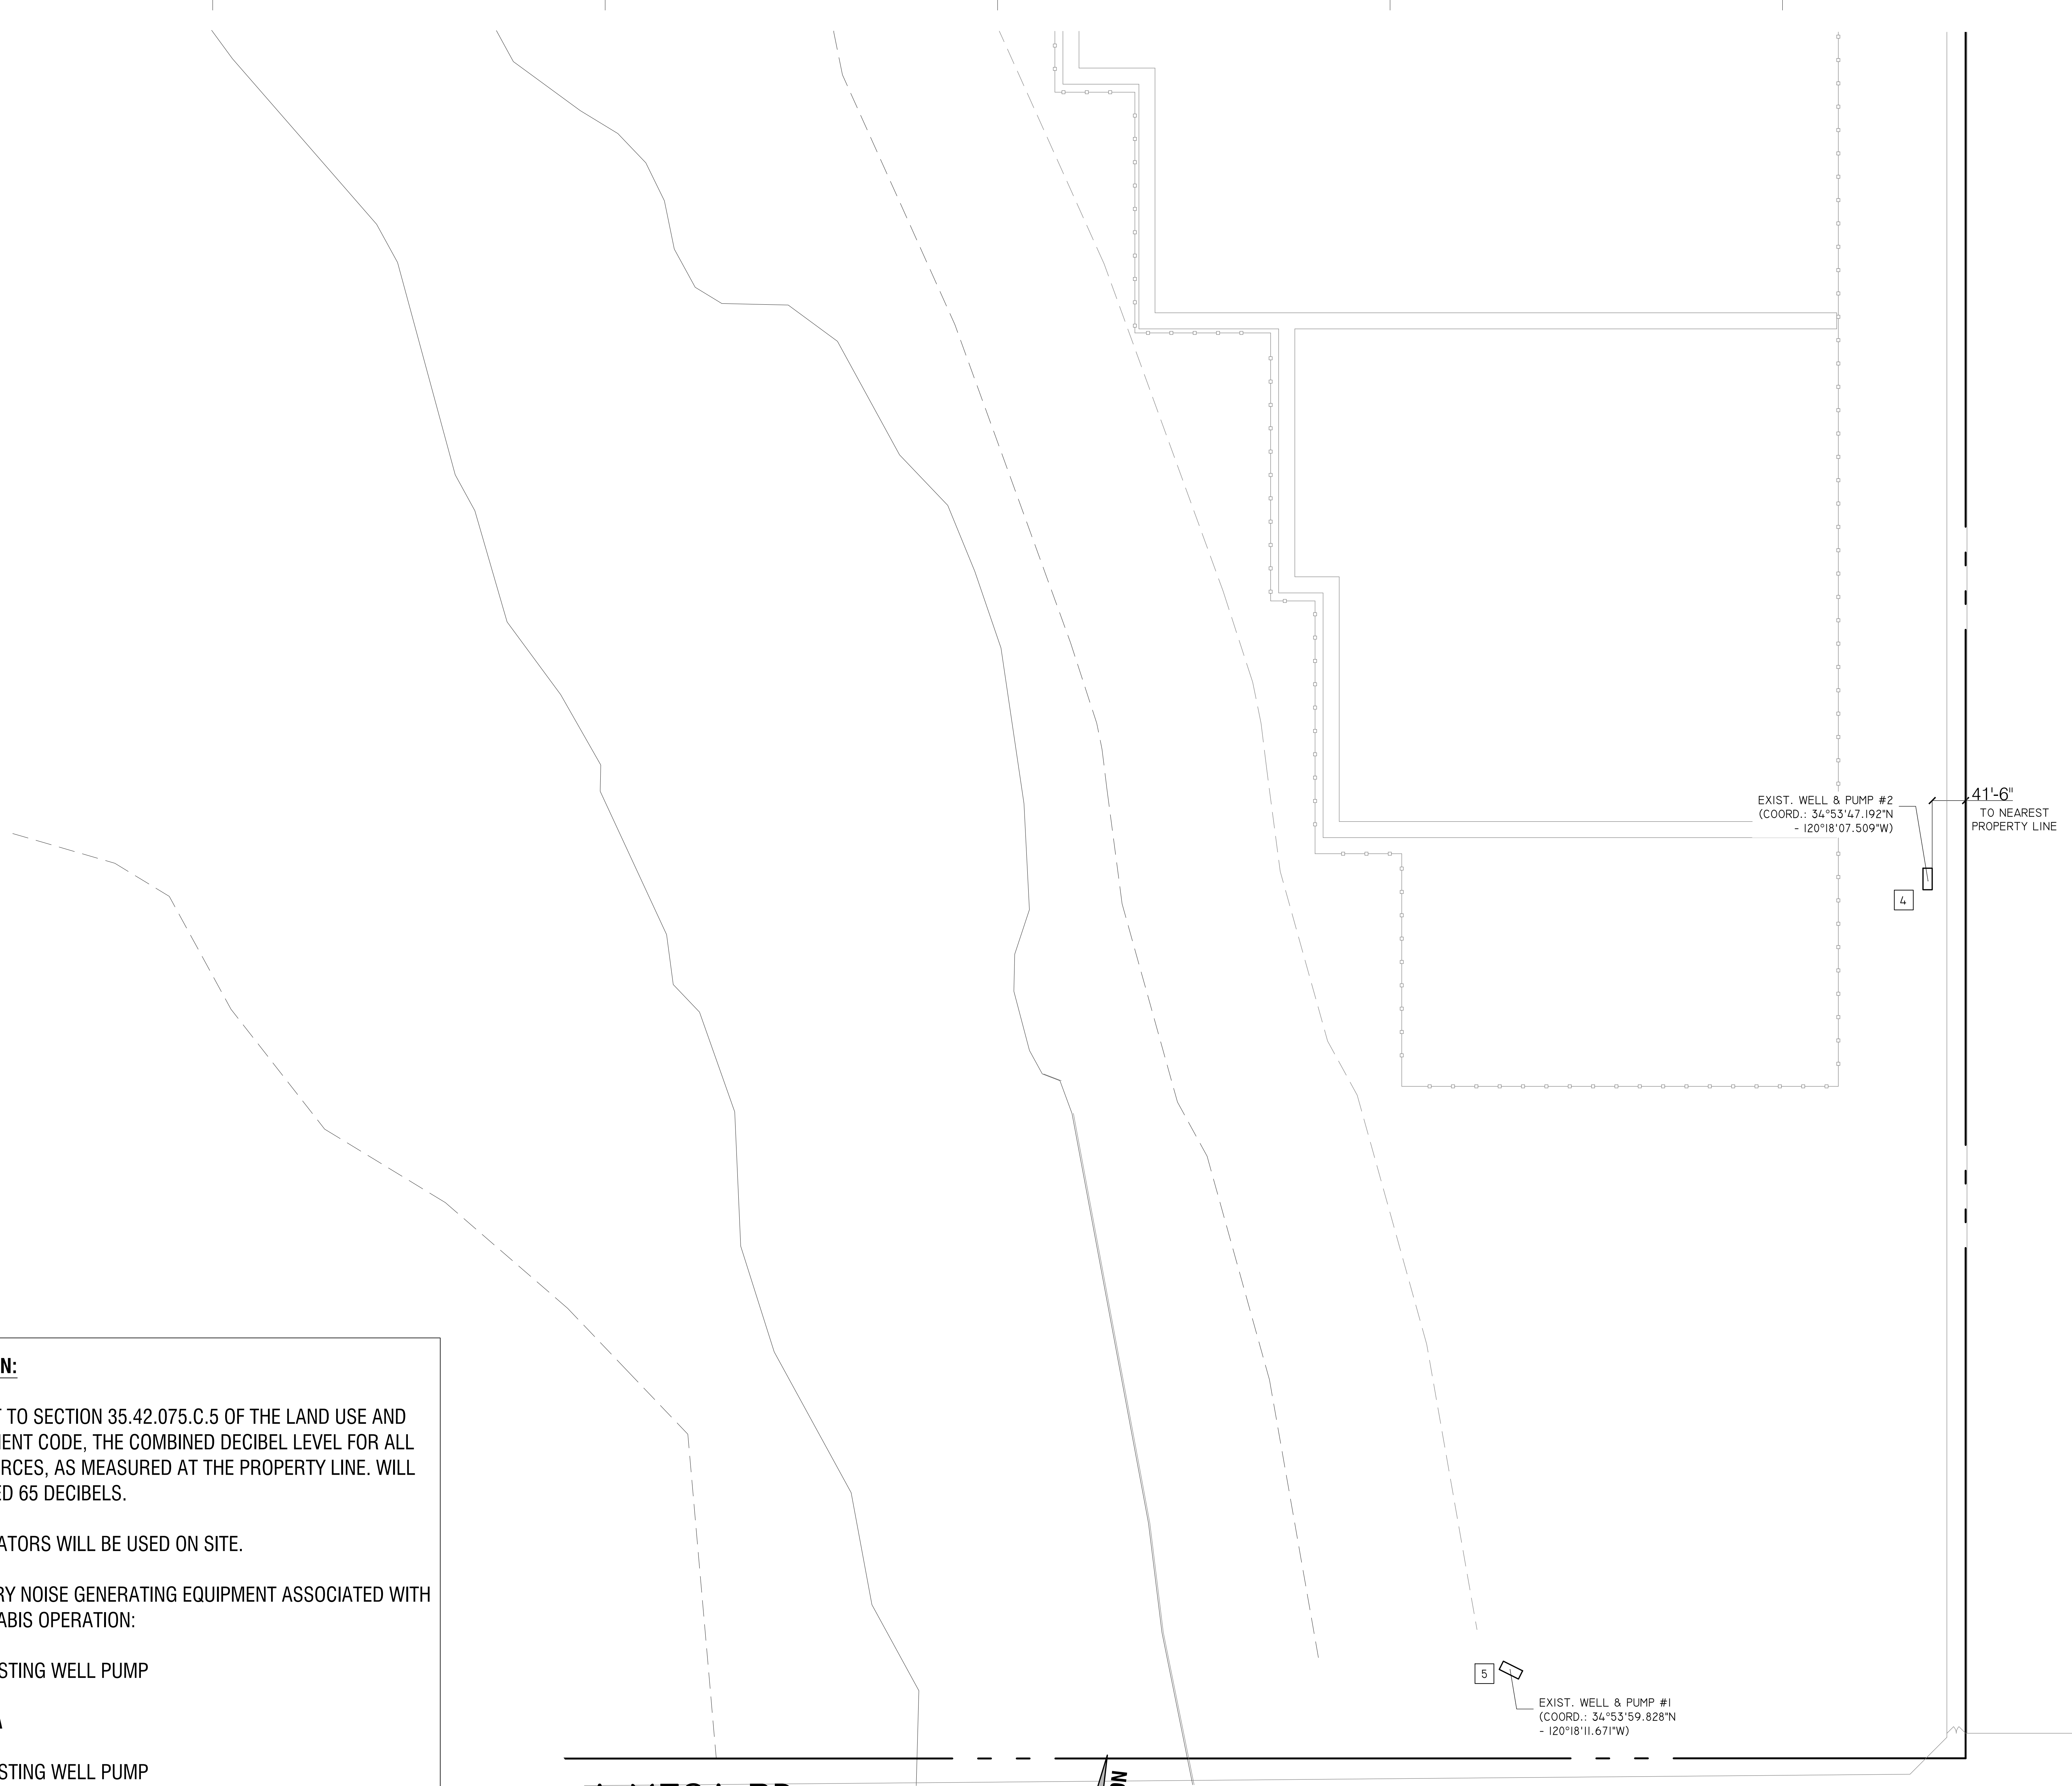 EXIST. WELL & PUMP #2
(COORD.: 34°53'47.192"N
- 120°18'07.509"W)
41'-6"
TO NEAREST
PROPERTY LINE
4
N:
T TO SECTION 35.42.075.C.5 OF THE LAND USE AND
MENT CODE, THE COMBINED DECIBEL LEVEL FOR ALL
RCES, AS MEASURED AT THE PROPERTY LINE. WILL
ED 65 DECIBELS.
ATORS WILL BE USED ON SITE.
RY NOISE GENERATING EQUIPMENT ASSOCIATED WITH
ABIS OPERATION:
STING WELL PUMP
STING WELL PUMP
5
EXIST. WELL & PUMP #1
(COORD.: 34°53'59.828"N
- 120°18'11.671"W)